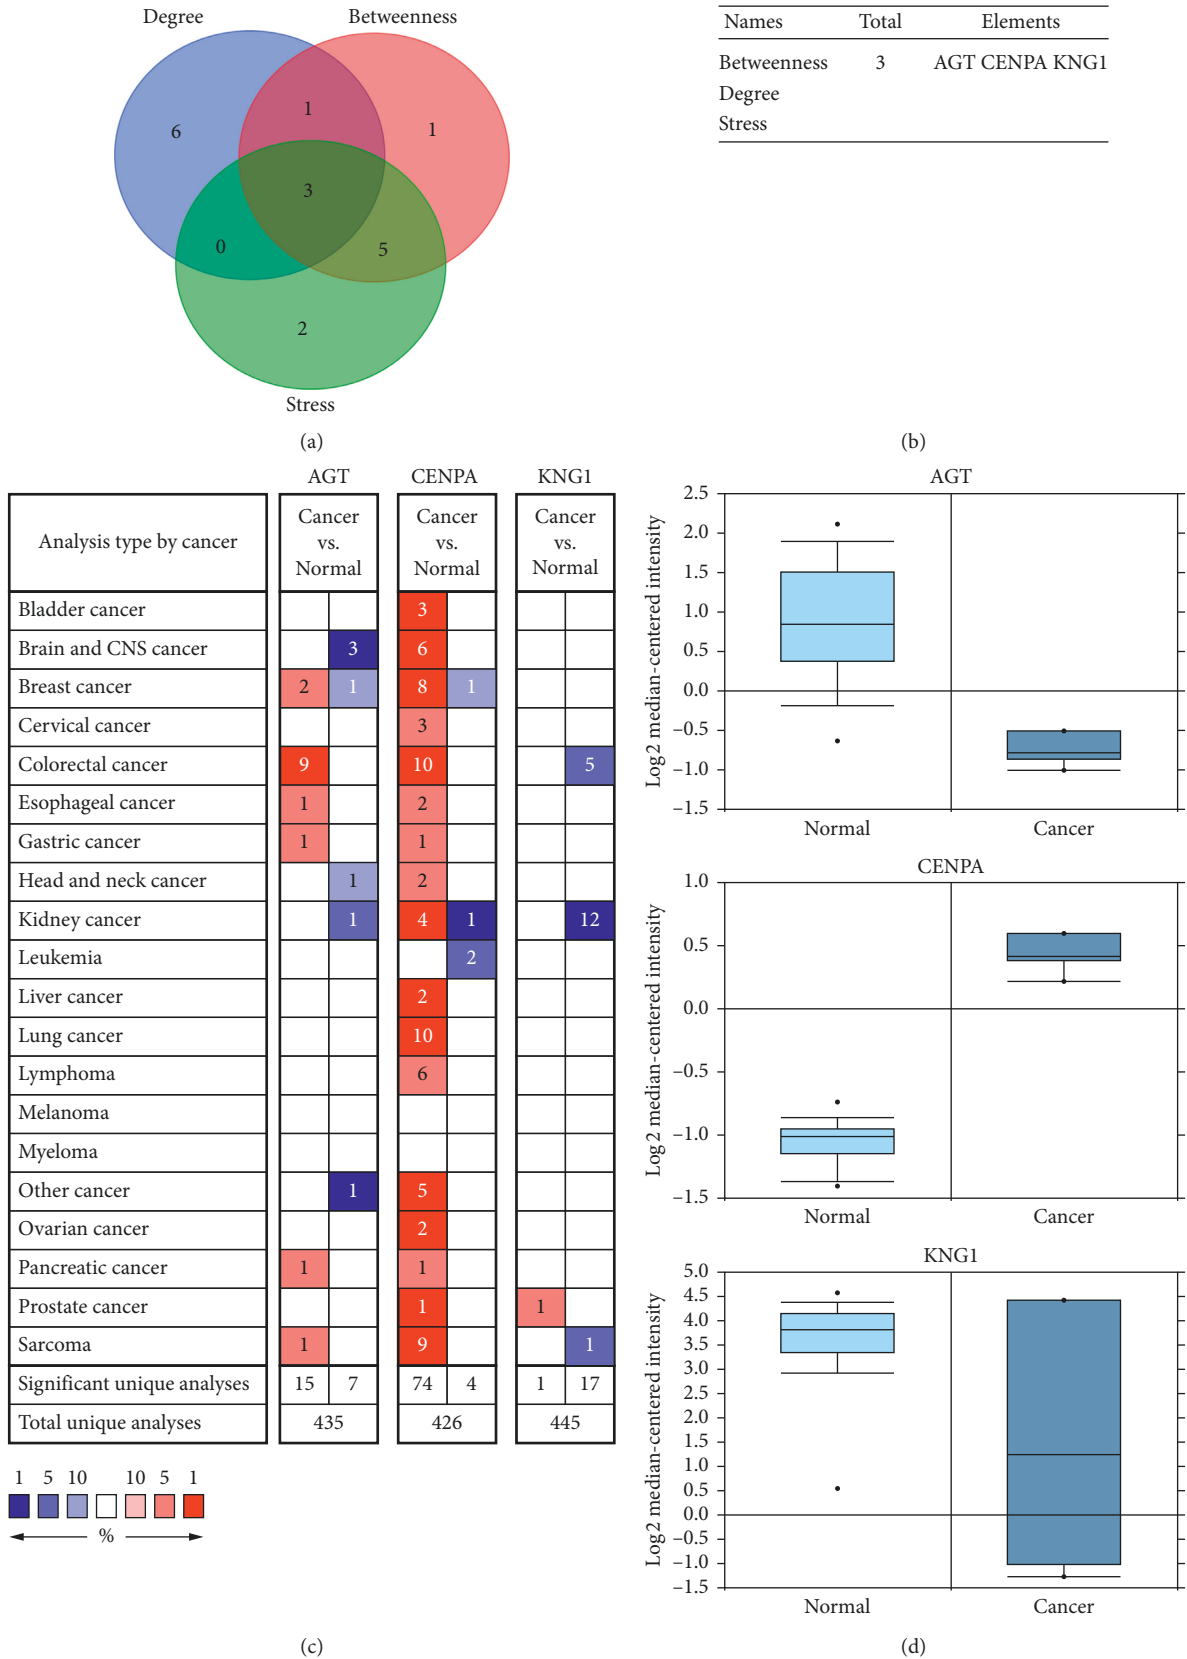 Degree Betweenness
6
1
1
3
0
5
2
Stress
(a)
Names Total Elements
Betweenness 3 AGT CENPA KNG1
Degree
Stress
(b)
AGT CENPA KNG1
Analysis type by cancer
Cancer vs. Normal
Cancer vs. Normal
Cancer vs. Normal
Bladder cancer 3
Brain and CNS cancer 3 6
Breast cancer 2 1 8 1
Cervical cancer 3
Colorectal cancer 9 10 5
Esophageal cancer 1 2
Gastric cancer 1 1
Head and neck cancer 1 2
Kidney cancer 1 4 1 12
Leukemia 2
Liver cancer 2
Lung cancer 10
Lymphoma 6
Melanoma
Myeloma
Other cancer 1 5
Ovarian cancer 2
Pancreatic cancer 1 1
Prostate cancer 1 1
Sarcoma 1 9 1
Significant unique analyses 15 7 74 4 1 17
Total unique analyses 435 426 445
1 5 10 10 5 1
%
(c)
AGT
Log2 median-centered intensity
2.5
2.0
1.5
1.0
0.5
0.0
−0.5
−1.0
−1.5
Normal Cancer
CENPA
Log2 median-centered intensity
1.0
0.5
0.0
−0.5
−1.0
−1.5
Normal Cancer
KNG1
Log2 median-centered intensity
5.0
4.5
4.0
3.5
3.0
2.5
2.0
1.5
1.0
0.5
0.0
−0.5
−1.0
−1.5
Normal Cancer
(d)